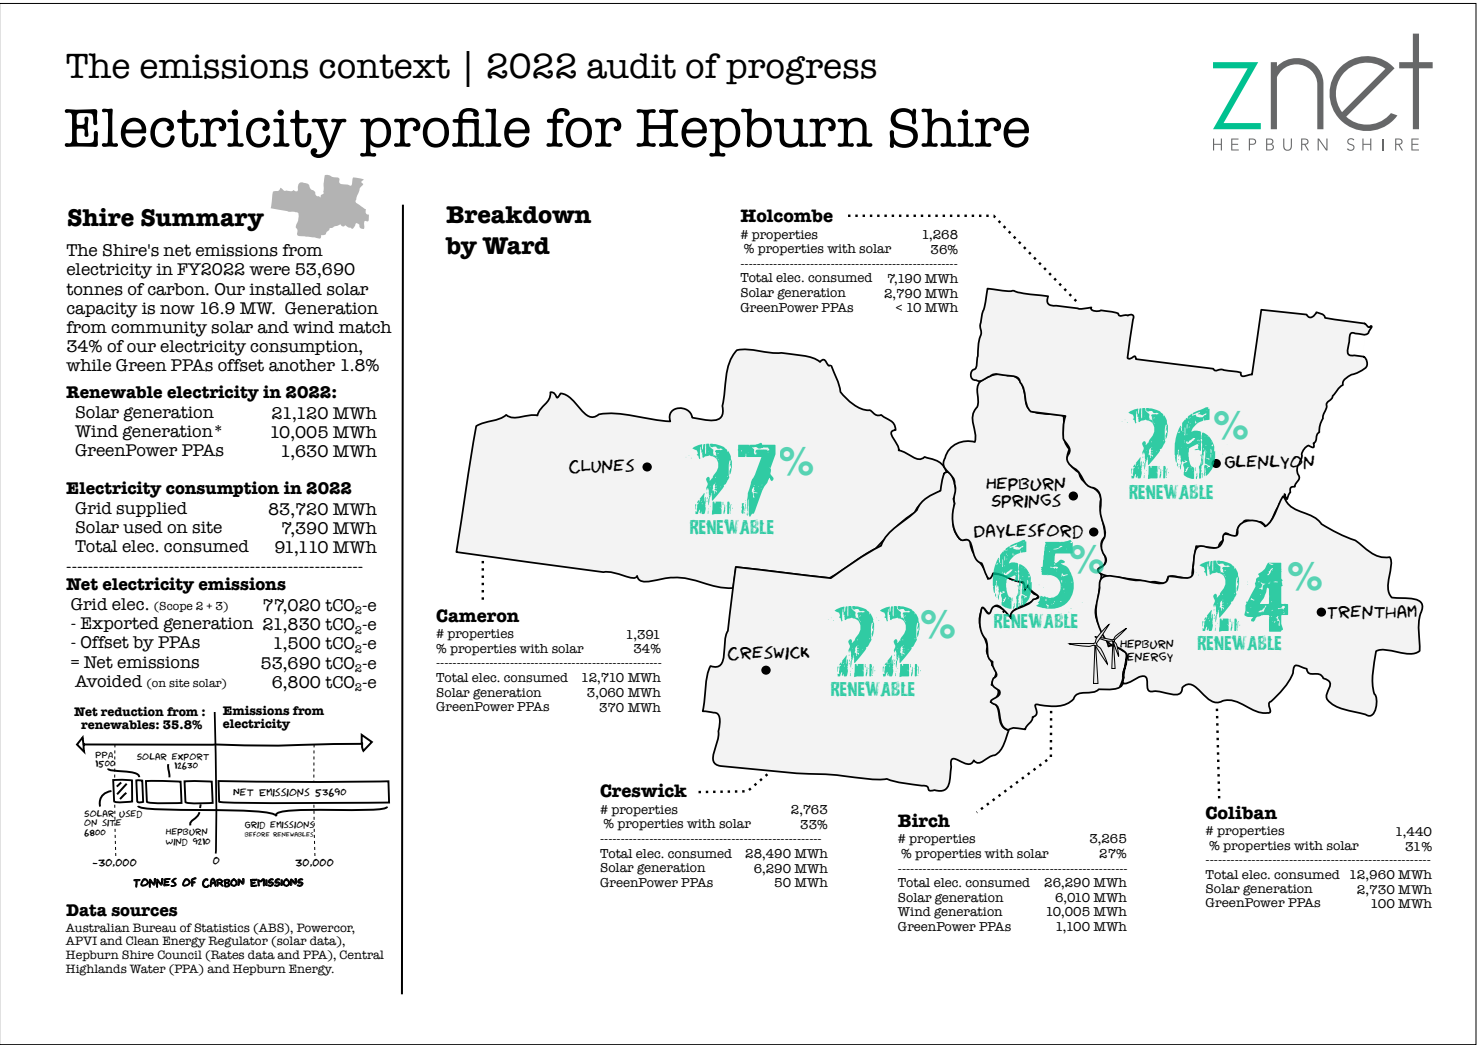 The emissions context | 2022 audit of progress
Electricity profile for Hepburn Shire
znet
HEPBURN SHIRE
Shire Summary
The Shire's net emissions from
electricity in FY2022 were 53,690
tonnes of carbon. Our installed solar
capacity is now 16.9 MW. Generation
from community solar and wind match
34% of our electricity consumption,
while Green PPAs offset another 1.8%
Renewable electricity in 2022:
Solar generation 21,120 MWh
Wind generation* 10,005 MWh
GreenPower PPAs 1,630 MWh
Electricity consumption in 2022
Grid supplied 83,720 MWh
Solar used on site 7,390 MWh
Total elec. consumed 91,110 MWh
Net electricity emissions
Grid elec. (Scope 2 + 3) 77,020 tCO2-e
- Exported generation 21,830 tCO2-e
- Offset by PPAs 1,500 tCO2-e
= Net emissions 53,690 tCO2-e
Avoided (on site solar) 6,800 tCO2-e
Net reduction from :
renewables: 35.8%
Emissions from
electricity
PPA
1500
SOLAR EXPORT
12630
NET EMISSIONS 53690
SOLAR USED
ON SITE
6800
HEPBURN
WIND 9210
GRID EMISSIONS
BEFORE RENEWABLES
-30,000 0 30,000
TONNES OF CARBON EMISSIONS
Data sources
Australian Bureau of Statistics (ABS), Powercor,
APVI and Clean Energy Regulator (solar data),
Hepburn Shire Council (Rates data and PPA), Central
Highlands Water (PPA) and Hepburn Energy.
Breakdown
by Ward
Holcombe
# properties 1,268
% properties with solar 36%
Total elec. consumed 7,190 MWh
Solar generation 2,790 MWh
GreenPower PPAs < 10 MWh
CLUNES
27%
RENEWABLE
26%
RENEWABLE
GLENLYON
HEPBURN
SPRINGS
DAYLESFORD
65%
RENEWABLE
24%
RENEWABLE
TRENTHAM
HEPBURN
ENERGY
22%
RENEWABLE
CRESWICK
Cameron
# properties 1,391
% properties with solar 34%
Total elec. consumed 12,710 MWh
Solar generation 3,060 MWh
GreenPower PPAs 370 MWh
Creswick
# properties 2,763
% properties with solar 33%
Total elec. consumed 28,490 MWh
Solar generation 6,290 MWh
GreenPower PPAs 50 MWh
Birch
# properties 3,265
% properties with solar 27%
Total elec. consumed 26,290 MWh
Solar generation 6,010 MWh
Wind generation 10,005 MWh
GreenPower PPAs 1,100 MWh
Coliban
# properties 1,440
% properties with solar 31%
Total elec. consumed 12,960 MWh
Solar generation 2,730 MWh
GreenPower PPAs 100 MWh